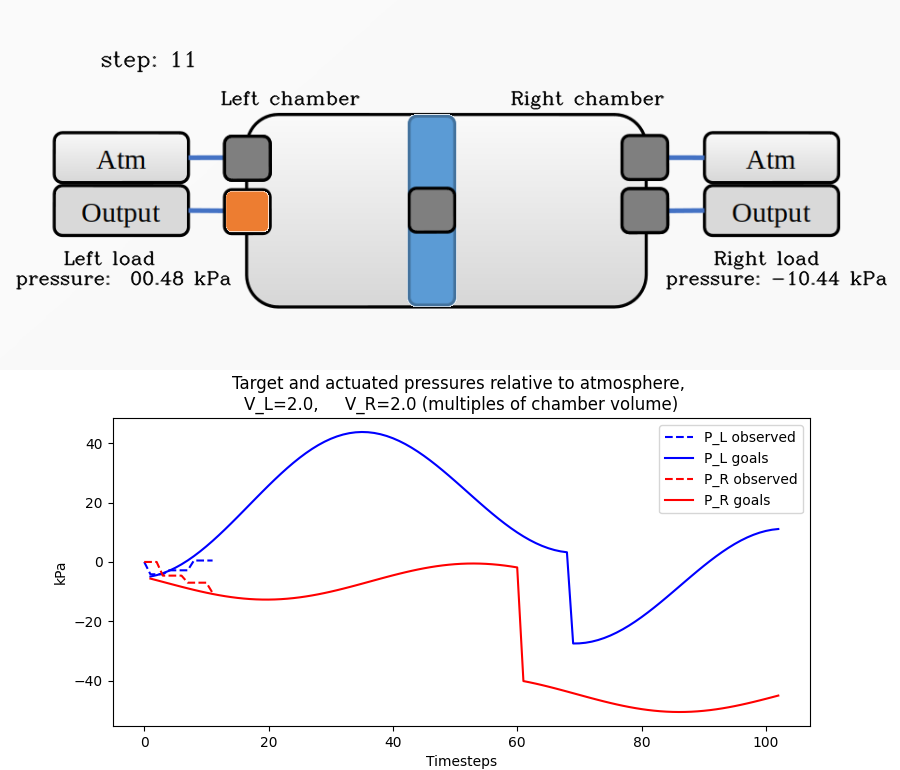 step: 11
Left chamber
Right chamber
Atm
Atm
Output
Output
Left load
pressure:  00.48 kPa
Right load
pressure: −10.44 kPa
Target and actuated pressures relative to atmosphere,
V_L=2.0,     V_R=2.0 (multiples of chamber volume)
P_L observed
P_L goals
P_R observed
P_R goals
kPa
40
20
0
−20
−40
0
20
40
60
80
100
Timesteps